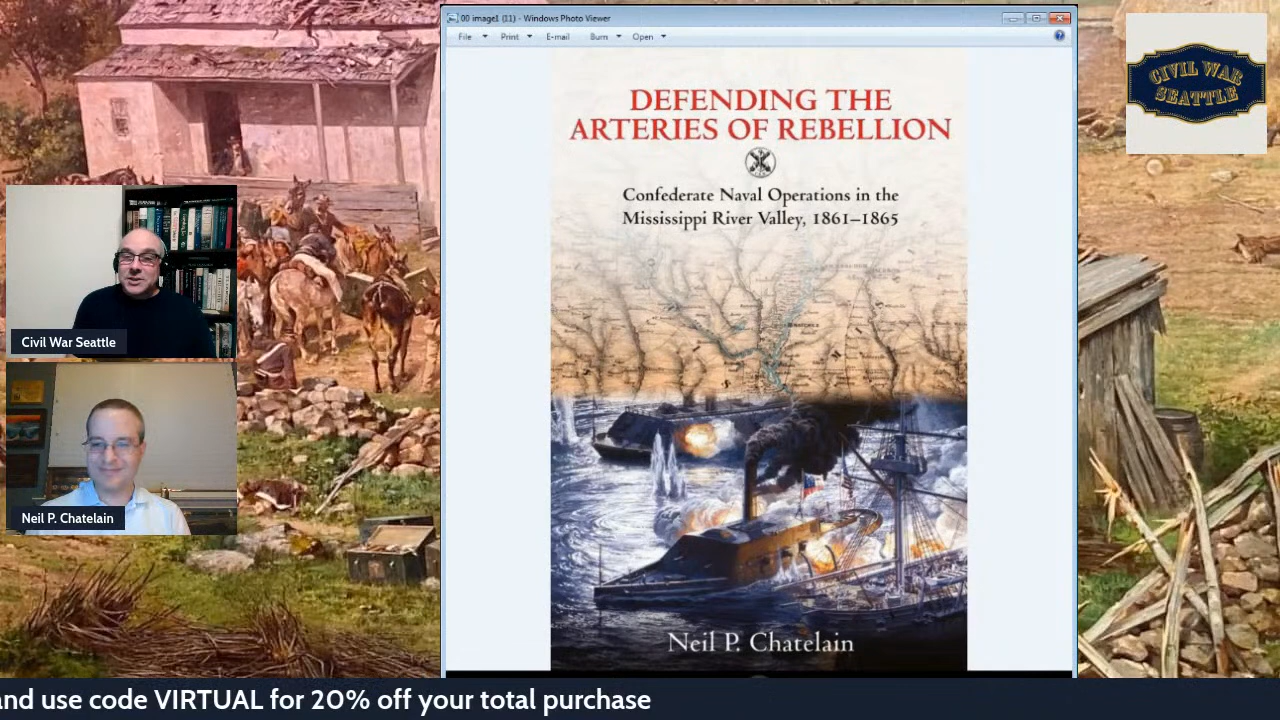 00 image1 (11) - Windows Photo Viewer
File Print E-mail Burn Open
DEFENDING THE
ARTERIES OF REBELLION
Confederate Naval Operations in the
Mississippi River Valley, 1861–1865
Neil P. Chatelain
CIVIL WAR
SEATTLE
Civil War Seattle
Neil P. Chatelain
and use code VIRTUAL for 20% off your total purchase